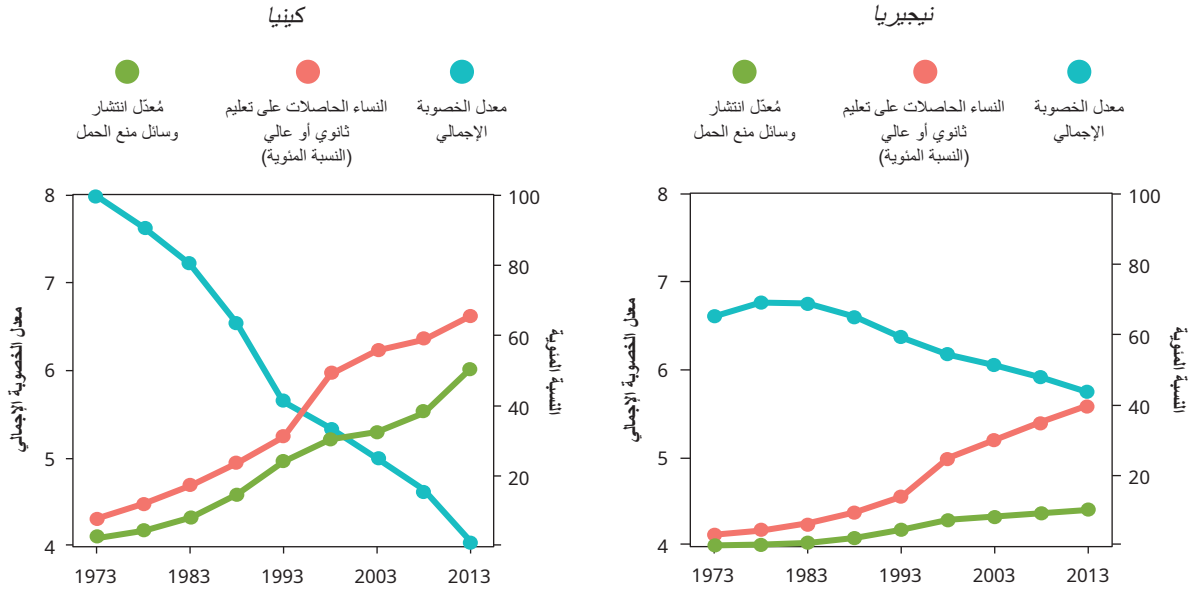 كينيا
معدل الخصوبة
الإجمالي
النساء الحاصلات على تعليم
ثانوي أو عالي
(النسبة المئوية)
مُعدّل انتشار
وسائل منع الحمل
8
7
6
5
4
معدل الخصوبة الإجمالي
100
80
60
40
20
النسبة المئوية
1973
1983
1993
2003
2013
نيجيريا
معدل الخصوبة
الإجمالي
النساء الحاصلات على تعليم
ثانوي أو عالي
(النسبة المئوية)
مُعدّل انتشار
وسائل منع الحمل
8
7
6
5
4
معدل الخصوبة الإجمالي
100
80
60
40
20
النسبة المئوية
1973
1983
1993
2003
2013